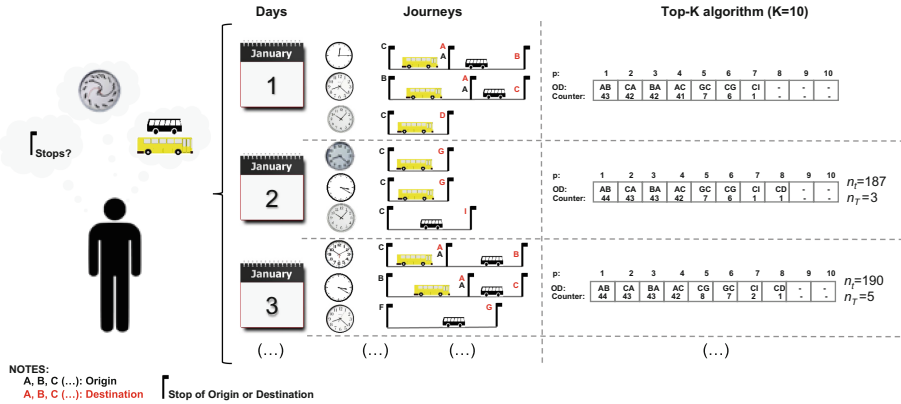 Days
Journeys
Top-K algorithm (K=10)
Stops?
January
1
C A A B
B A A C
C D
p: 1 2 3 4 5 6 7 8 9 10
OD: AB CA BA AC GC CG CI - - -
Counter: 43 42 42 41 7 6 1 - - -
January
2
C G
C G
C I
p: 1 2 3 4 5 6 7 8 9 10
OD: AB CA BA AC GC CG CI CD - -
Counter: 44 43 43 42 7 6 1 1 - -
nt=187
nT=3
January
3
C A A B
B A A C
F G
p: 1 2 3 4 5 6 7 8 9 10
OD: AB CA BA AC CG GC CI CD - -
Counter: 44 43 43 42 8 7 2 1 - -
nt=190
nT=5
(...) (...) (...) (...)
NOTES:
A, B, C (...): Origin
A, B, C (...): Destination
Stop of Origin or Destination